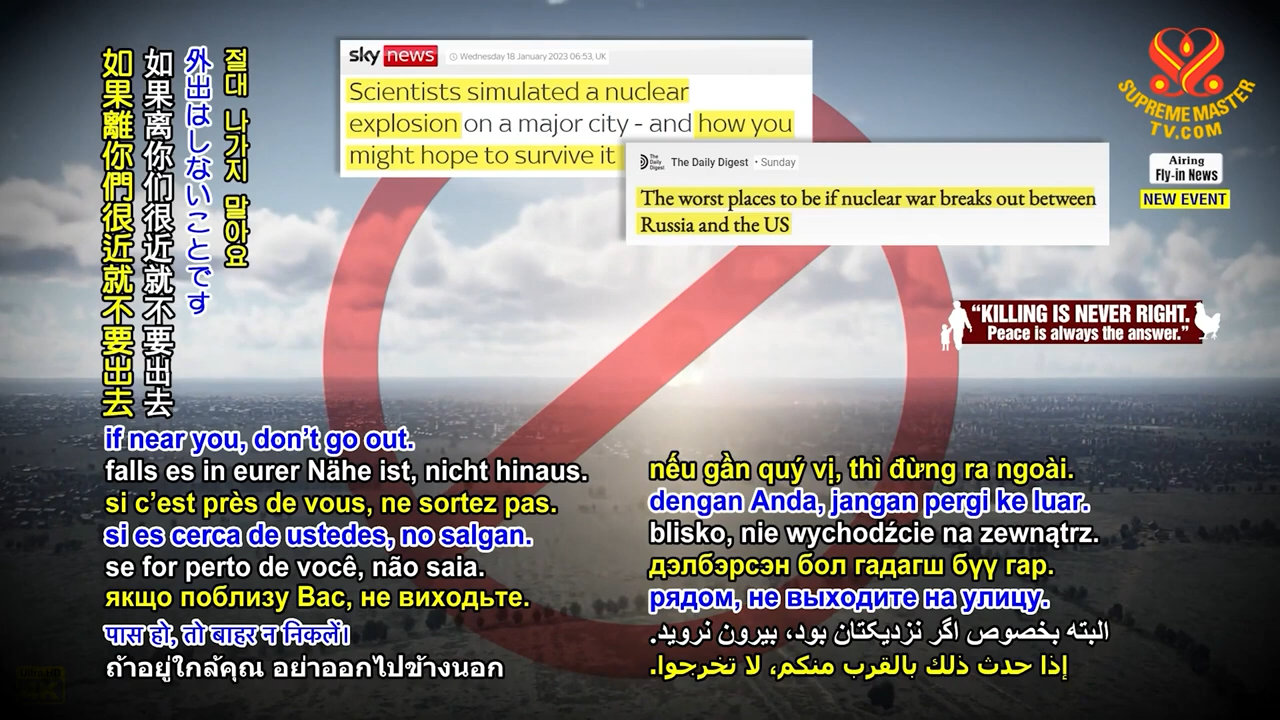 절대 나가지 말아요
外出はしないことです
如果离你们很近就不要出去
如果離你們很近就不要出去
sky news
Wednesday 18 January 2023 06:53, UK
Scientists simulated a nuclear
explosion on a major city - and how you
might hope to survive it
The Daily Digest
The Daily Digest • Sunday
The worst places to be if nuclear war breaks out between
Russia and the US
SUPREME MASTER
TV.COM
Airing
Fly-in News
NEW EVENT
“KILLING IS NEVER RIGHT.
Peace is always the answer.”
if near you, don’t go out.
falls es in eurer Nähe ist, nicht hinaus.
si c’est près de vous, ne sortez pas.
si es cerca de ustedes, no salgan.
se for perto de você, não saia.
якщо поблизу Вас, не виходьте.
पास हो, तो बाहर न निकलें।
ถ้าอยู่ใกล้คุณ อย่าออกไปข้างนอก
nếu gần quý vị, thì đừng ra ngoài.
dengan Anda, jangan pergi ke luar.
blisko, nie wychodźcie na zewnątrz.
дэлбэрсэн бол гадагш бүү гар.
рядом, не выходите на улицу.
البته بخصوص اگر نزدیکتان بود، بیرون نروید.
إذا حدث ذلك بالقرب منكم، لا تخرجوا.